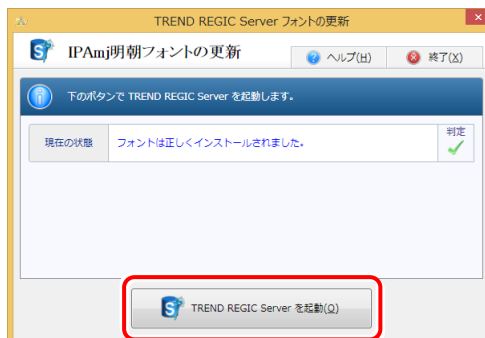 TREND REGIC Server フォントの更新
IPAmj明朝フォントの更新
ヘルプ(H)
終了(X)
下のボタンで TREND REGIC Server を起動します。
現在の状態
フォントは正しくインストールされました。
判定
TREND REGIC Server を起動(O)